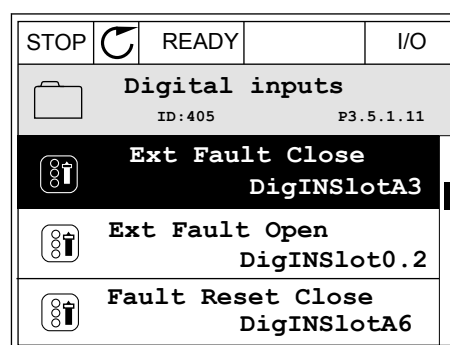 STOP READY I/O
Digital inputs
ID:405 P3.5.1.11
Ext Fault Close
DigINSlotA3
Ext Fault Open
DigINSlot0.2
Fault Reset Close
DigINSlotA6